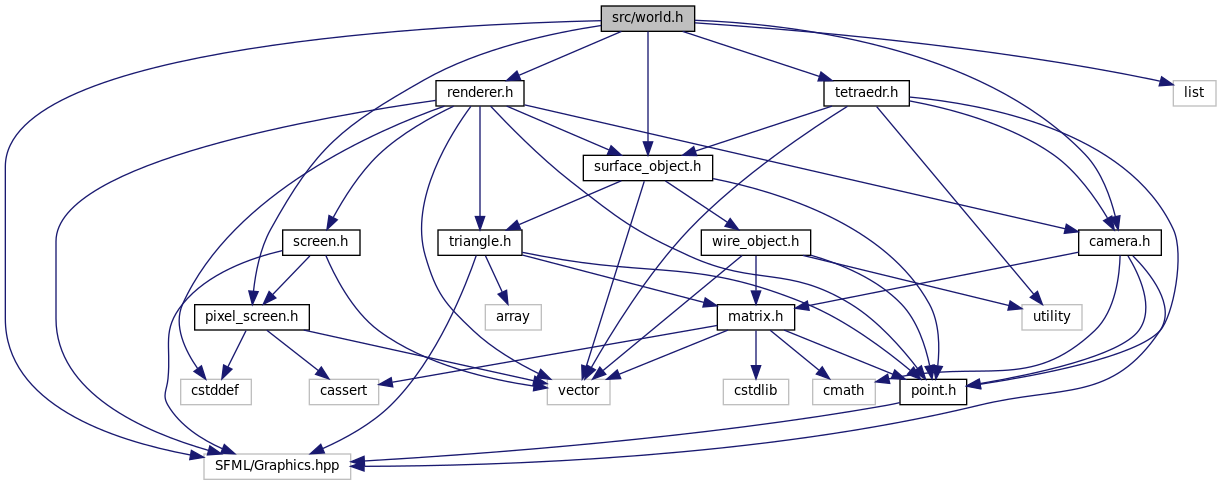 src/world.h
renderer.h
tetraedr.h
list
surface_object.h
screen.h
triangle.h
wire_object.h
camera.h
pixel_screen.h
array
matrix.h
utility
cstddef
cassert
vector
cstdlib
cmath
point.h
SFML/Graphics.hpp